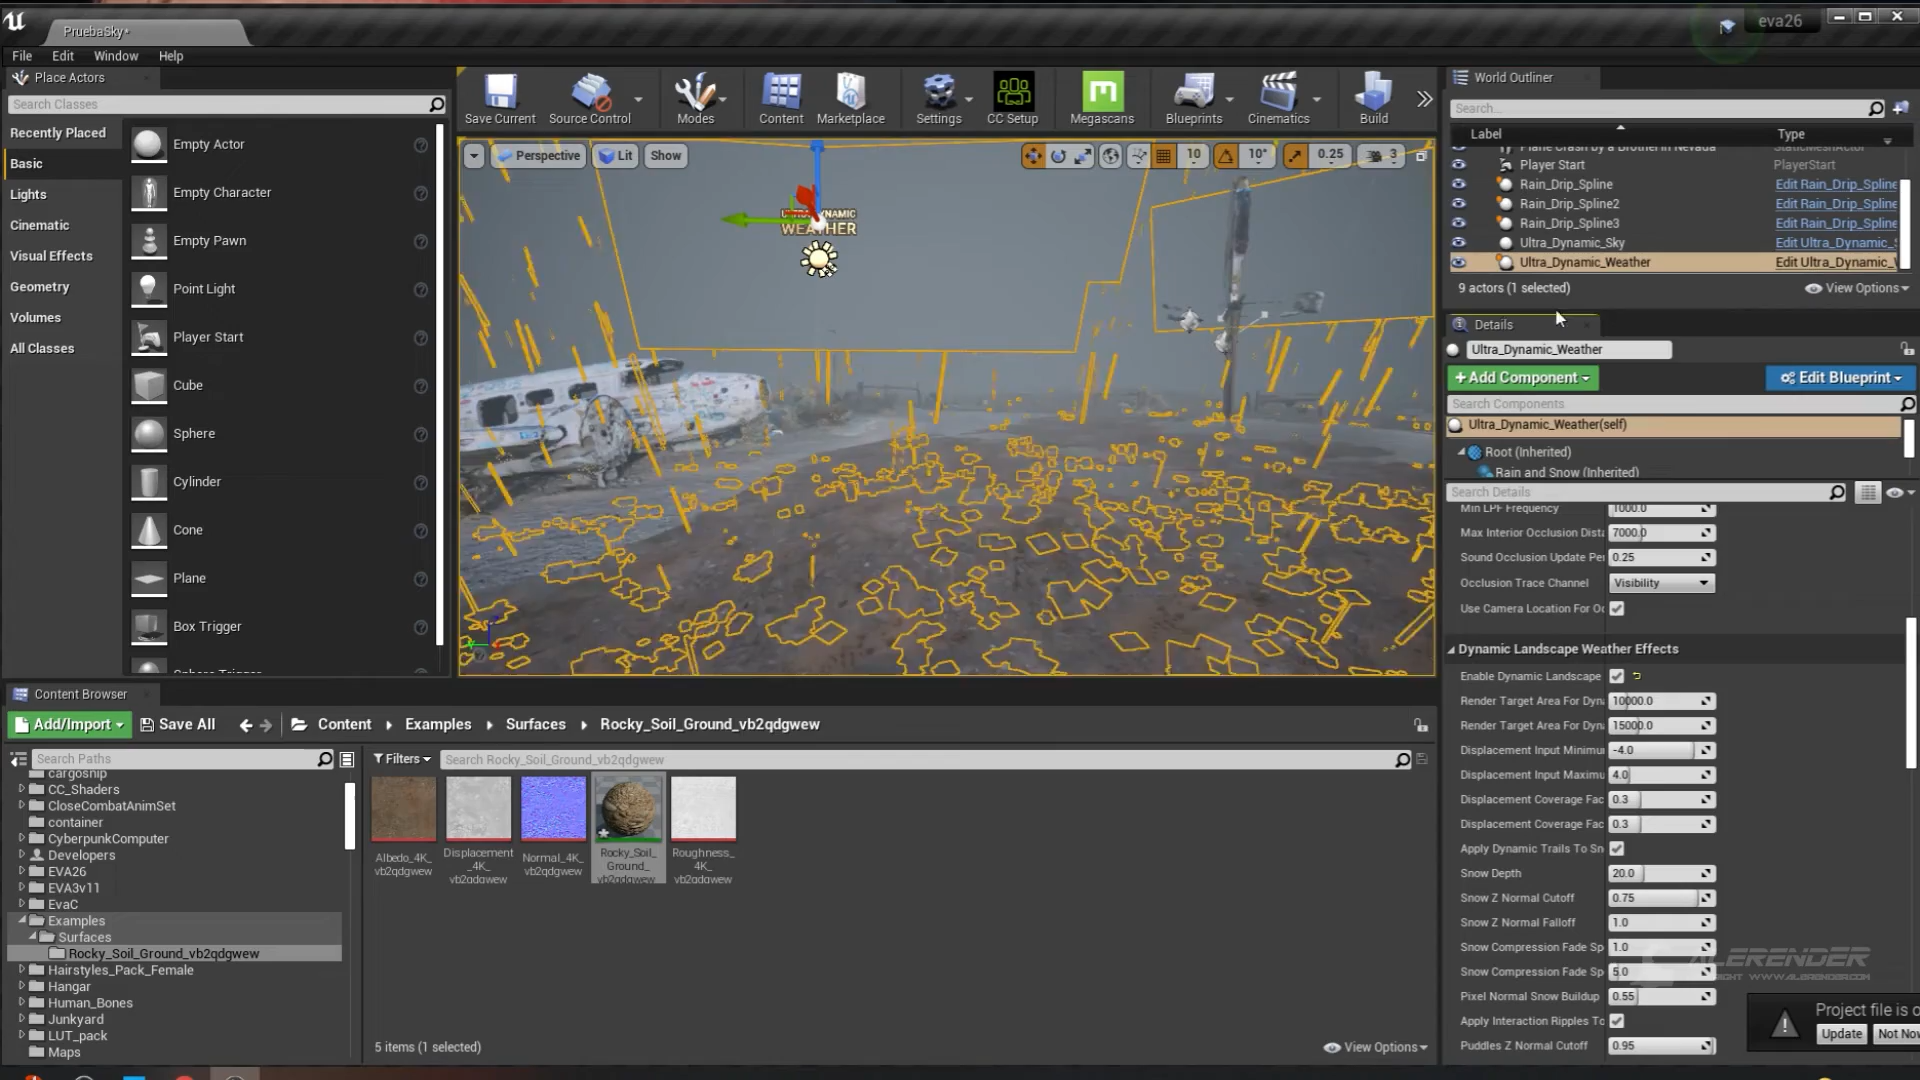 PruebaSky*
eva26
File Edit Window Help
Place Actors
Search Classes
Recently Placed
Basic
Lights
Cinematic
Visual Effects
Geometry
Volumes
All Classes
Empty Actor
Empty Character
Empty Pawn
Point Light
Player Start
Cube
Sphere
Cylinder
Cone
Plane
Box Trigger
Sphere Trigger
Save Current
Source Control
Modes
Content
Marketplace
Settings
CC Setup
Megascans
Blueprints
Cinematics
Build
Perspective
Lit
Show
10
10°
0.25
3
WEATHER
World Outliner
Search...
Label Type
Plane Crash by a Brother in Nevada StaticMeshActor
Player Start PlayerStart
Rain_Drip_Spline Edit Rain_Drip_Spline
Rain_Drip_Spline2 Edit Rain_Drip_Spline
Rain_Drip_Spline3 Edit Rain_Drip_Spline
Ultra_Dynamic_Sky Edit Ultra_Dynamic_
Ultra_Dynamic_Weather Edit Ultra_Dynamic_
9 actors (1 selected)
View Options
Details
Ultra_Dynamic_Weather
+Add Component
Edit Blueprint
Search Components
Ultra_Dynamic_Weather(self)
Root (Inherited)
Rain and Snow (Inherited)
Search Details
Min LPF Frequency 1000.0
Max Interior Occlusion Dista 7000.0
Sound Occlusion Update Per 0.25
Occlusion Trace Channel Visibility
Use Camera Location For Oc
Dynamic Landscape Weather Effects
Enable Dynamic Landscape
Render Target Area For Dyna 10000.0
Render Target Area For Dyna 15000.0
Displacement Input Minimu -4.0
Displacement Input Maximu 4.0
Displacement Coverage Fac 0.3
Displacement Coverage Fac 0.3
Apply Dynamic Trails To Sn
Snow Depth 20.0
Snow Z Normal Cutoff 0.75
Snow Z Normal Falloff 1.0
Snow Compression Fade Sp 1.0
Snow Compression Fade Sp 5.0
Pixel Normal Snow Buildup 0.55
Apply Interaction Ripples To
Puddles Z Normal Cutoff 0.95
ALERENDER
WWW.ALERENDER.COM
Project file is o
Update
Not Now
Content Browser
Add/Import
Save All
Content
Examples
Surfaces
Rocky_Soil_Ground_vb2qdgwew
Search Paths
Filters
Search Rocky_Soil_Ground_vb2qdgwew
cargoship
CC_Shaders
CloseCombatAnimSet
container
CyberpunkComputer
Developers
EVA26
EVA3v11
EvaC
Examples
Surfaces
Rocky_Soil_Ground_vb2qdgwew
Hairstyles_Pack_Female
Hangar
Human_Bones
Junkyard
LUT_pack
Maps
Albedo_4K_
vb2qdgwew
Displacement
_4K_
vb2qdgwew
Normal_4K_
vb2qdgwew
Rocky_Soil_
Ground_
vb2qdgwew
Roughness_
4K_
vb2qdgwew
5 items (1 selected)
View Options